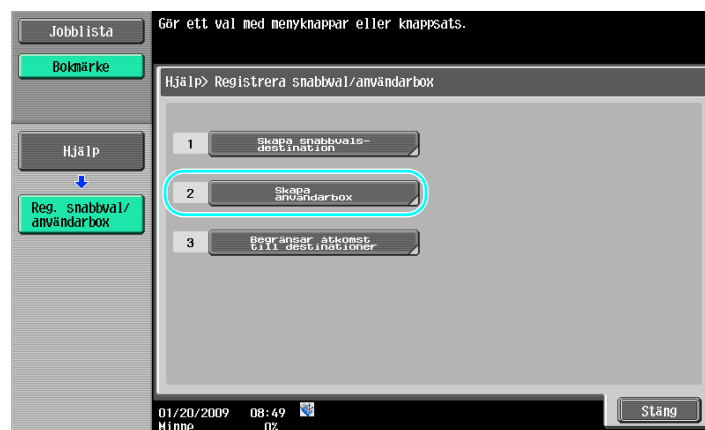 Jobblista
Bokmärke
Gör ett val med menyknappar eller knappsats.
Hjälp> Registrera snabbval/användarbox
Hjälp
Reg. snabbval/
användarbox
1 Skapa snabbvals-
destination
2 Skapa
användarbox
3 Begränsar åtkomst
till destinationer
01/20/2009 08:49
Minne 0%
Stäng